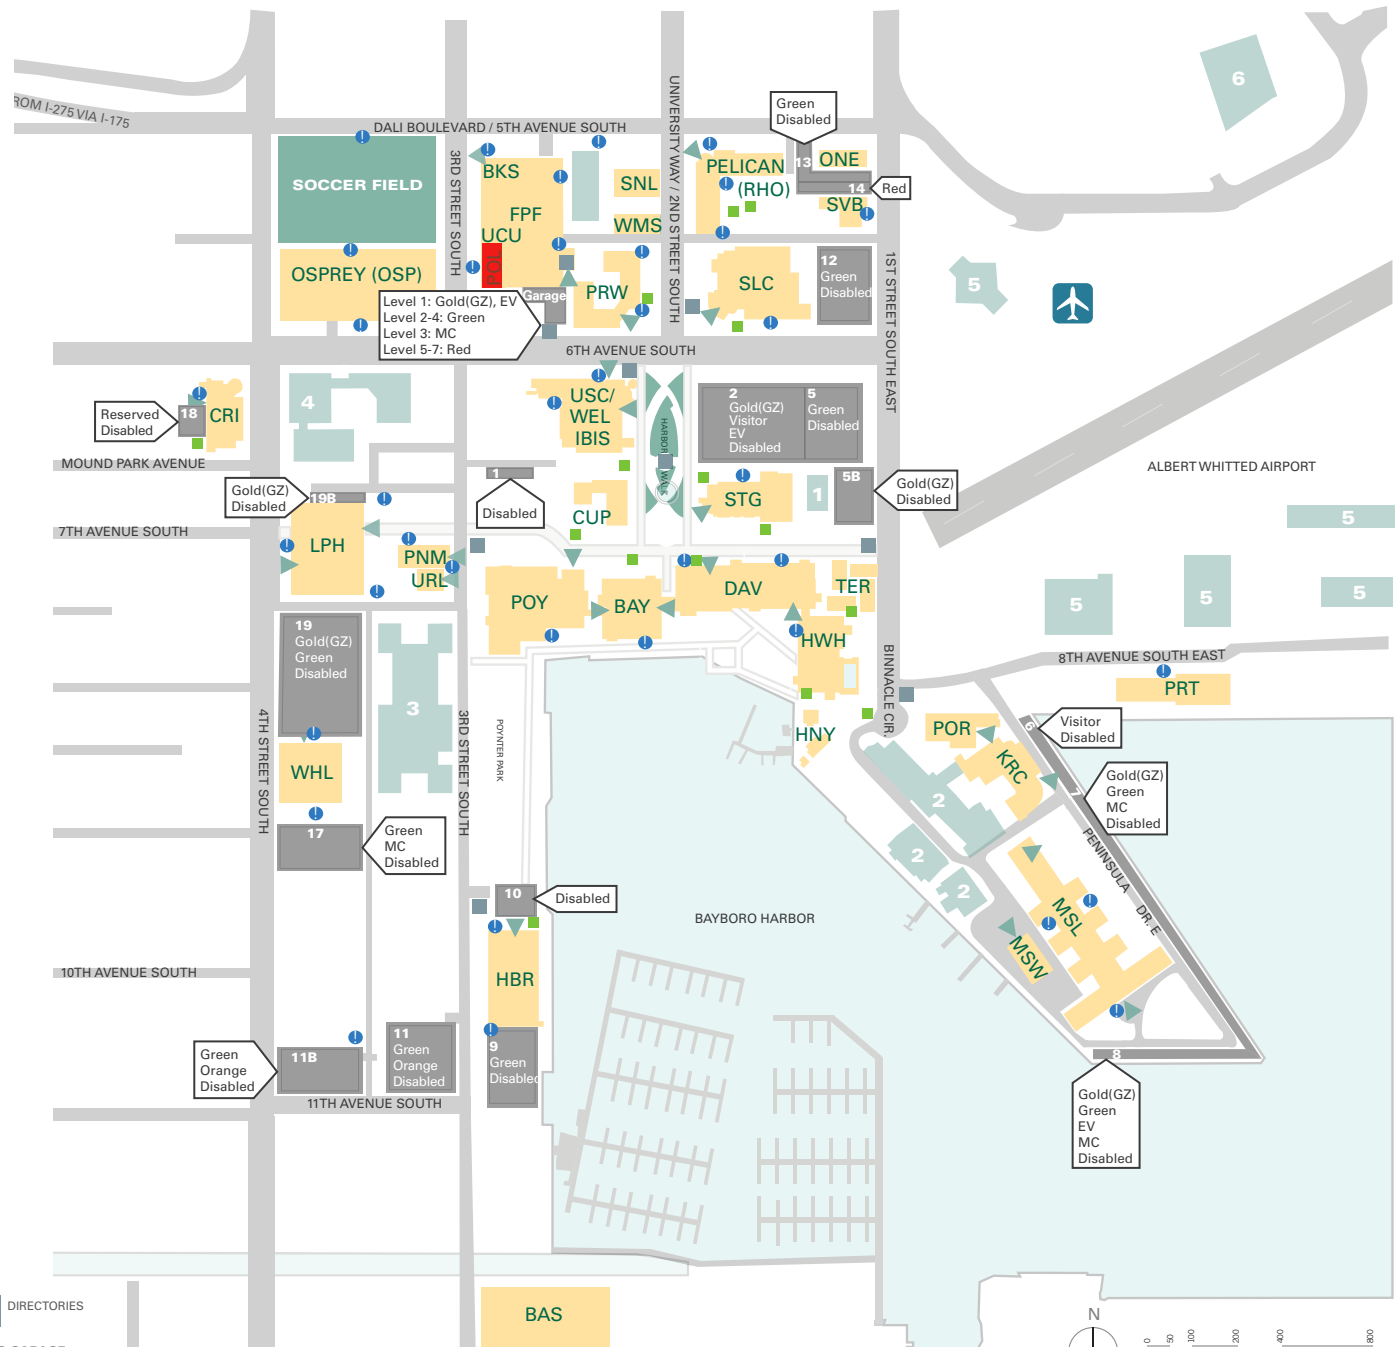 6
ROM I-275 VIA I-175
DALI BOULEVARD / 5TH AVENUE SOUTH
Green
Disabled
SOCCER FIELD
3RD STREET SOUTH
BKS
FPF
UCU
POL
SNL
WMS
UNIVERSITY WAY / 2ND STREET SOUTH
PELICAN
(RHO)
13
ONE
14
Red
SVB
OSPREY (OSP)
Garage
PRW
SLC
12
Green
Disabled
1ST STREET SOUTH EAST
5
Level 1: Gold(GZ), EV
Level 2-4: Green
Level 3: MC
Level 5-7: Red
6TH AVENUE SOUTH
Reserved
Disabled
18
CRI
4
USC/
WEL
IBIS
HARBOR WALK
2
Gold(GZ)
Visitor
EV
Disabled
5
Green
Disabled
MOUND PARK AVENUE
ALBERT WHITTED AIRPORT
Gold(GZ)
Disabled
19B
1
Disabled
CUP
STG
1
5B
Gold(GZ)
Disabled
5
7TH AVENUE SOUTH
LPH
PNM
URL
POY
BAY
DAV
TER
HWH
5
5
5
19
Gold(GZ)
Green
Disabled
3
8TH AVENUE SOUTH EAST
PRT
4TH STREET SOUTH
3RD STREET SOUTH
POYNTER PARK
BINNACLE CIR.
HNY
POR
KRC
6
Visitor
Disabled
WHL
2
7
Gold(GZ)
Green
MC
Disabled
17
Green
MC
Disabled
2
2
PENINSULA DR. E
10
Disabled
BAYBORO HARBOR
MSL
MSW
10TH AVENUE SOUTH
HBR
11B
Green
Orange
Disabled
11
Green
Orange
Disabled
9
Green
Disabled
8
Gold(GZ)
Green
EV
MC
Disabled
11TH AVENUE SOUTH
DIRECTORIES
BAS
N
0
50
100
200
400
800